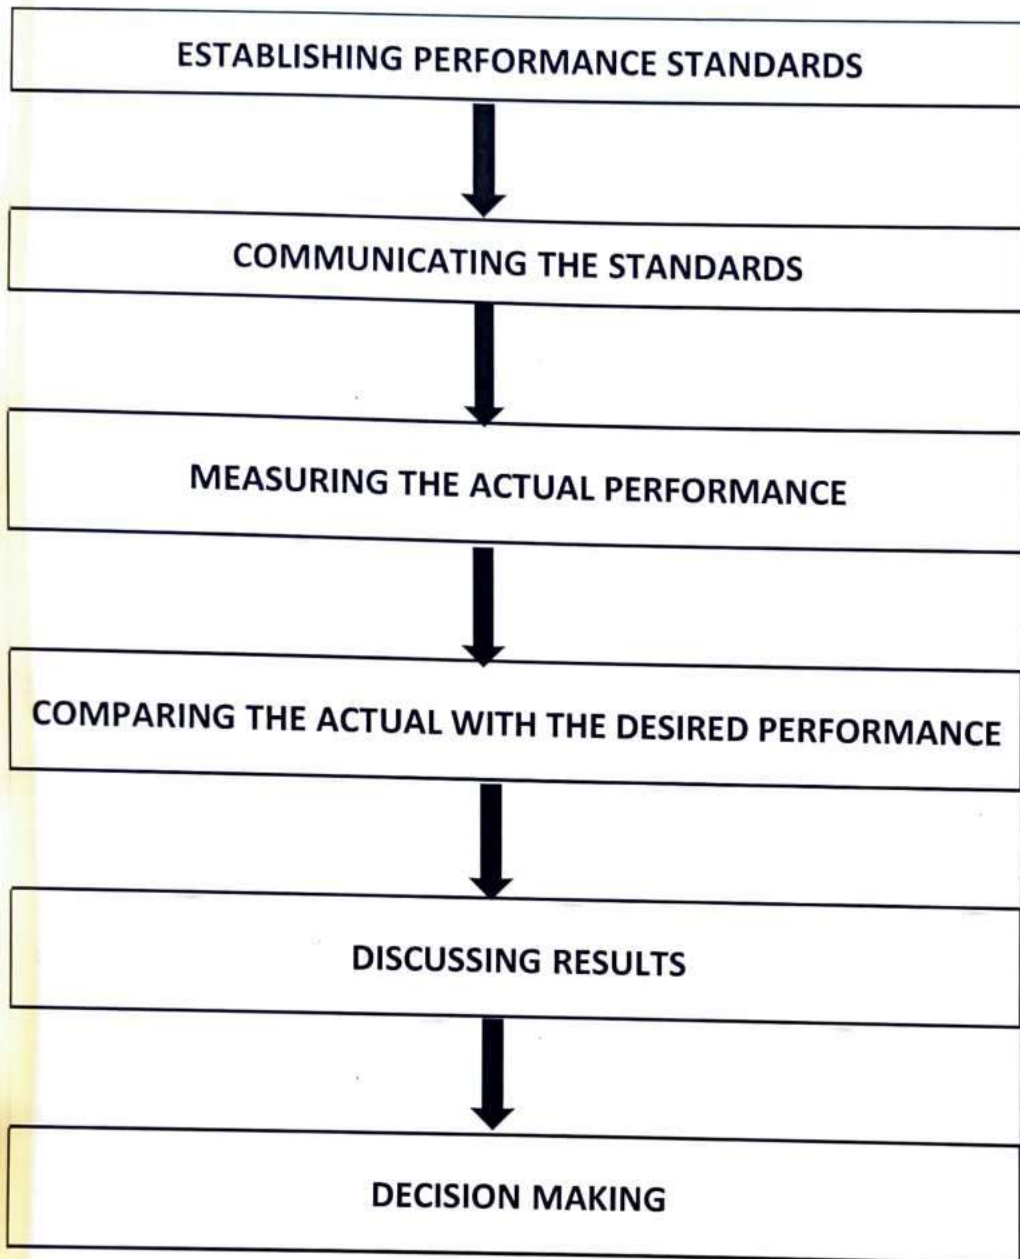 ESTABLISHING PERFORMANCE STANDARDS
COMMUNICATING THE STANDARDS
MEASURING THE ACTUAL PERFORMANCE
COMPARING THE ACTUAL WITH THE DESIRED PERFORMANCE
DISCUSSING RESULTS
DECISION MAKING